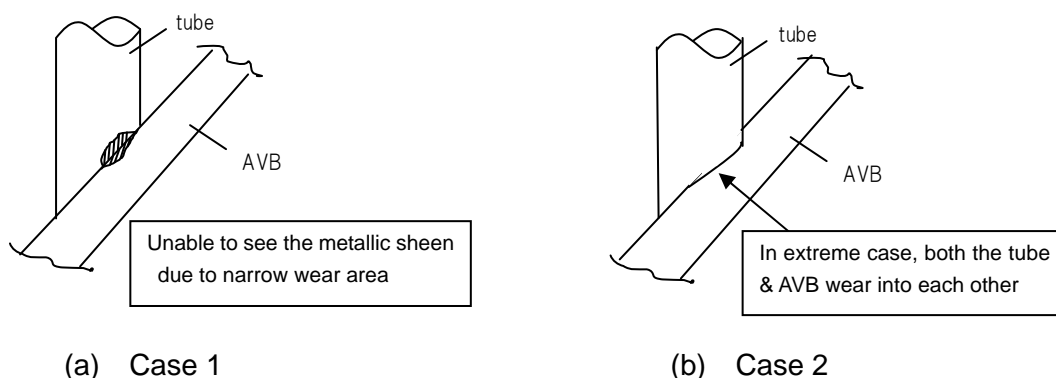 tube
AVB
Unable to see the metallic sheen
due to narrow wear area
(a) Case 1
tube
AVB
In extreme case, both the tube
& AVB wear into each other
(b) Case 2